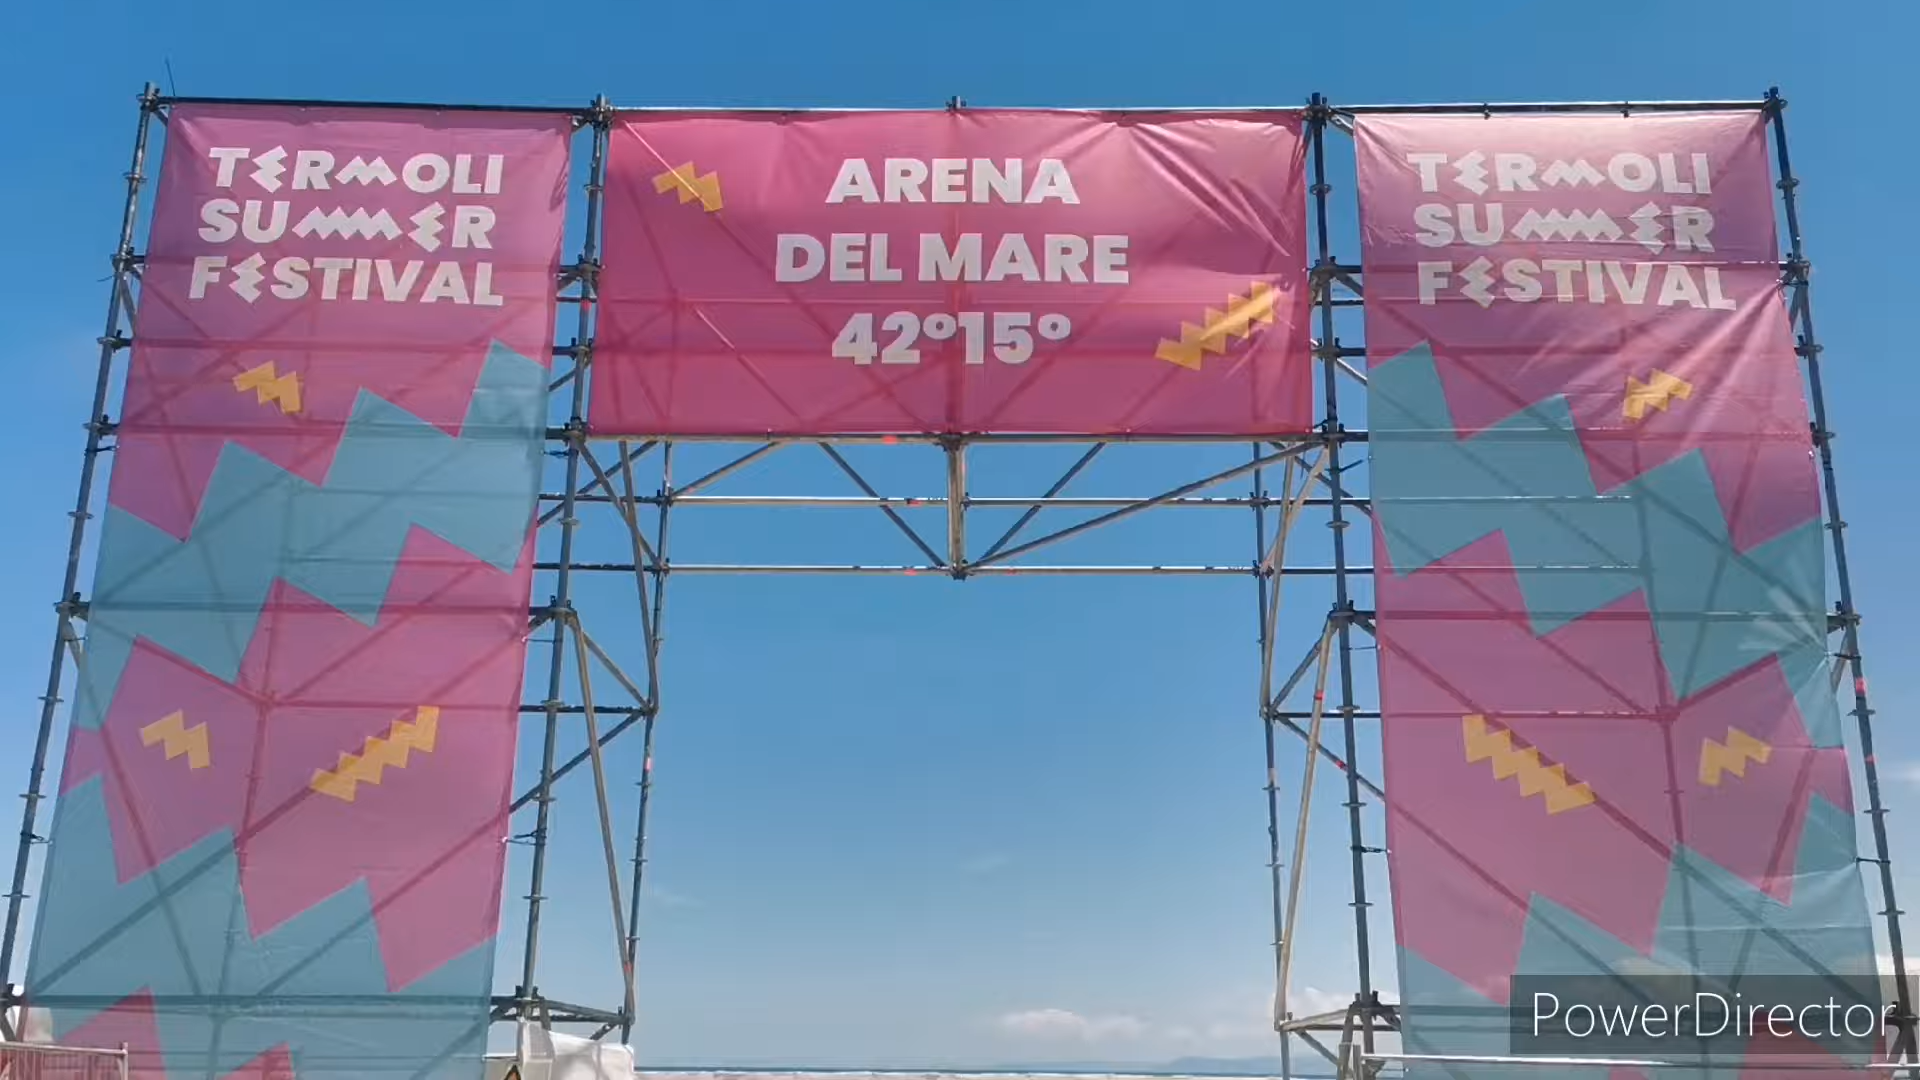 TERMOLI
SUMMER
FESTIVAL
ARENA
DEL MARE
42°15°
TERMOLI
SUMMER
FESTIVAL
PowerDirector